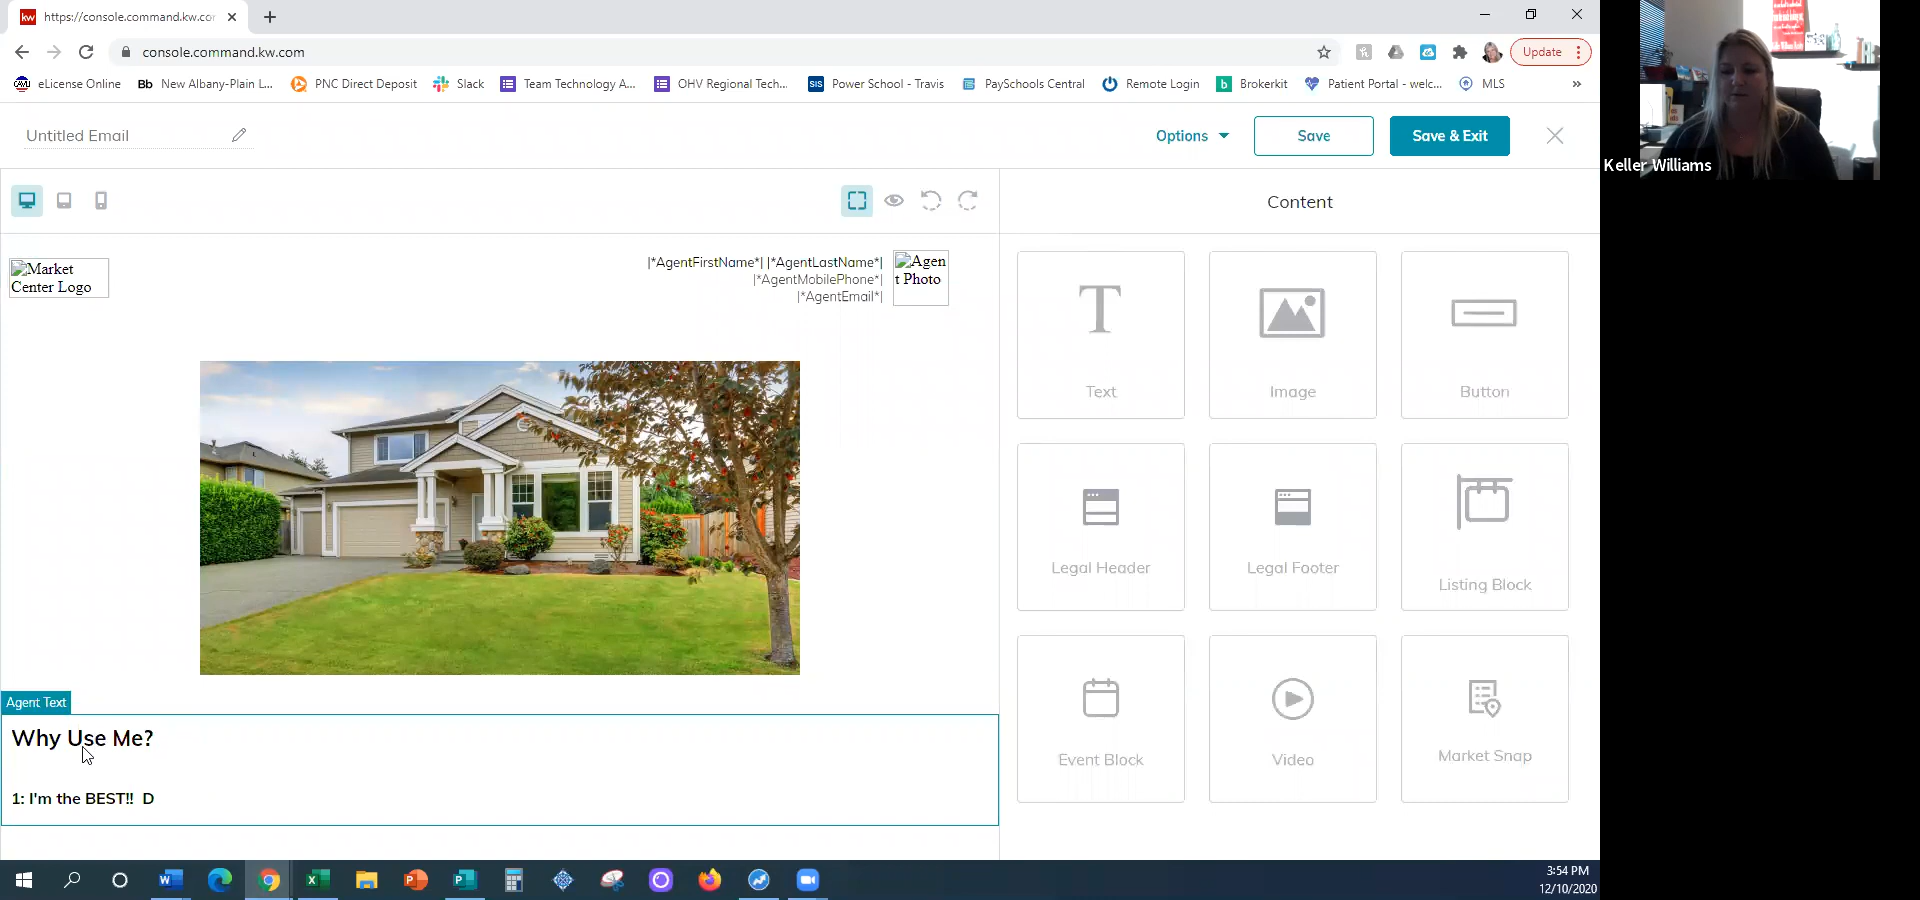 kw https://console.command.kw.cor
console.command.kw.com
Update
eLicense Online
Bb New Albany-Plain L...
PNC Direct Deposit
Slack
Team Technology A...
OHV Regional Tech...
SIS Power School - Travis
PaySchools Central
Remote Login
b Brokerkit
Patient Portal - welc...
MLS
»
Untitled Email
Options
Save
Save & Exit
Content
Market
Center Logo
|*AgentFirstName*| |*AgentLastName*|
|*AgentMobilePhone*|
|*AgentEmail*|
Agen
t Photo
T
Text
Image
Button
Legal Header
Legal Footer
Listing Block
Event Block
Video
Market Snap
Agent Text
Why Use Me?
1: I'm the BEST!! D
Keller Williams
3:54 PM
12/10/2020